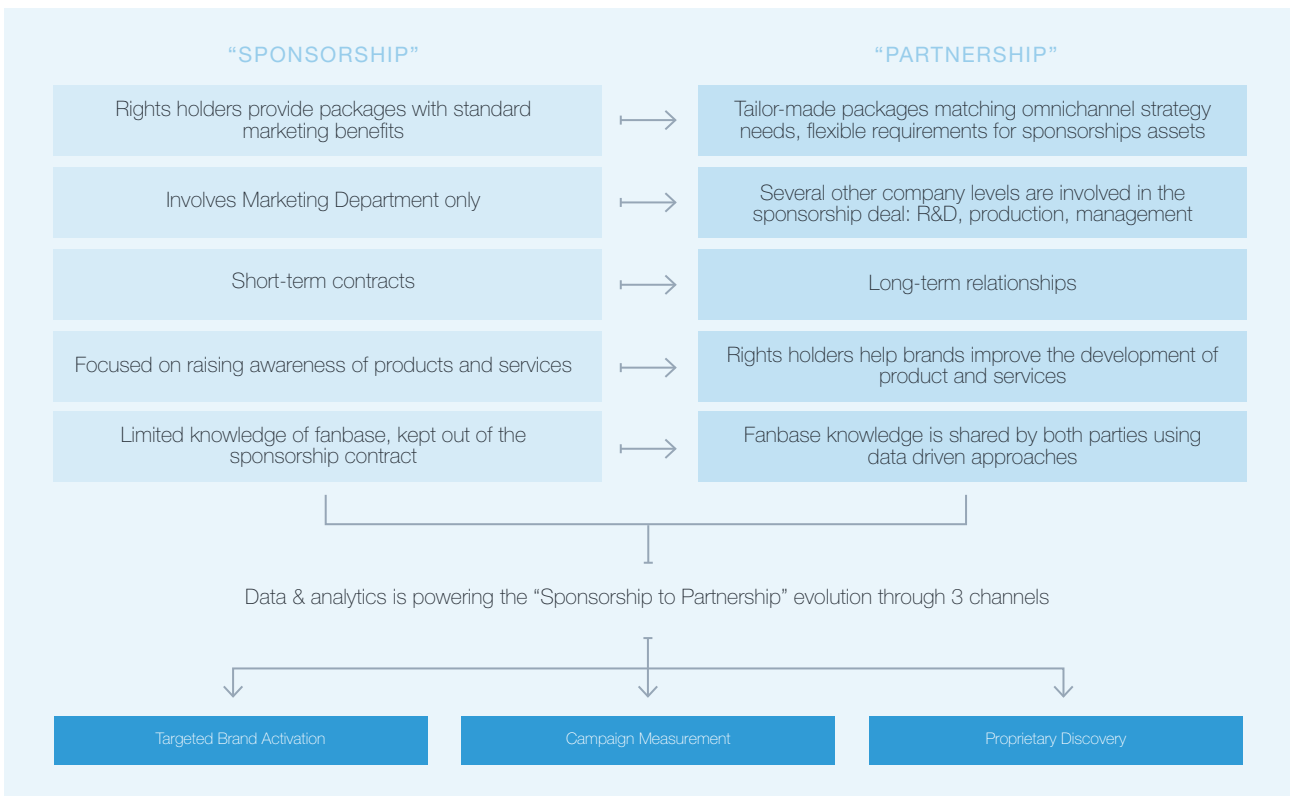 “SPONSORSHIP”
“PARTNERSHIP”
Rights holders provide packages with standard
marketing benefits
Tailor-made packages matching omnichannel strategy
needs, flexible requirements for sponsorships assets
Involves Marketing Department only
Several other company levels are involved in the
sponsorship deal: R&D, production, management
Short-term contracts
Long-term relationships
Focused on raising awareness of products and services
Rights holders help brands improve the development of
product and services
Limited knowledge of fanbase, kept out of the
sponsorship contract
Fanbase knowledge is shared by both parties using
data driven approaches
Data & analytics is powering the “Sponsorship to Partnership” evolution through 3 channels
Targeted Brand Activation
Campaign Measurement
Proprietary Discovery